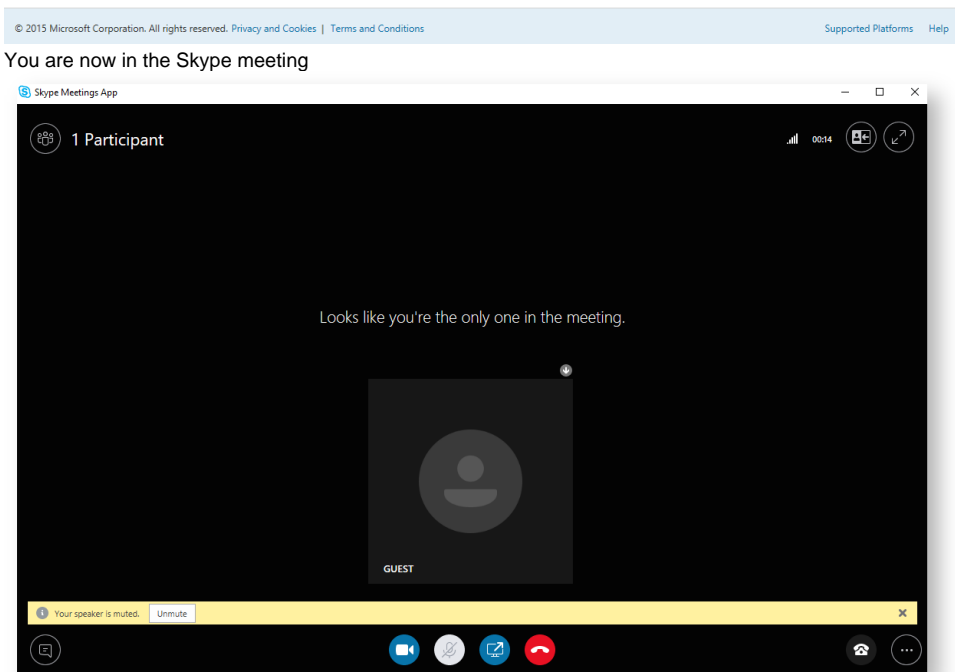 © 2015 Microsoft Corporation. All rights reserved. Privacy and Cookies | Terms and Conditions Supported Platforms Help
You are now in the Skype meeting
S Skype Meetings App
1 Participant 00:14
Looks like you're the only one in the meeting.
GUEST
Your speaker is muted. Unmute